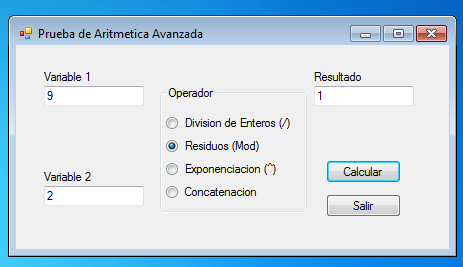 Prueba de Aritmetica Avanzada
Variable 1
9
Variable 2
2
Operador
Division de Enteros (/)
Residuos (Mod)
Exponenciacion (^)
Concatenacion
Resultado
1
Calcular
Salir